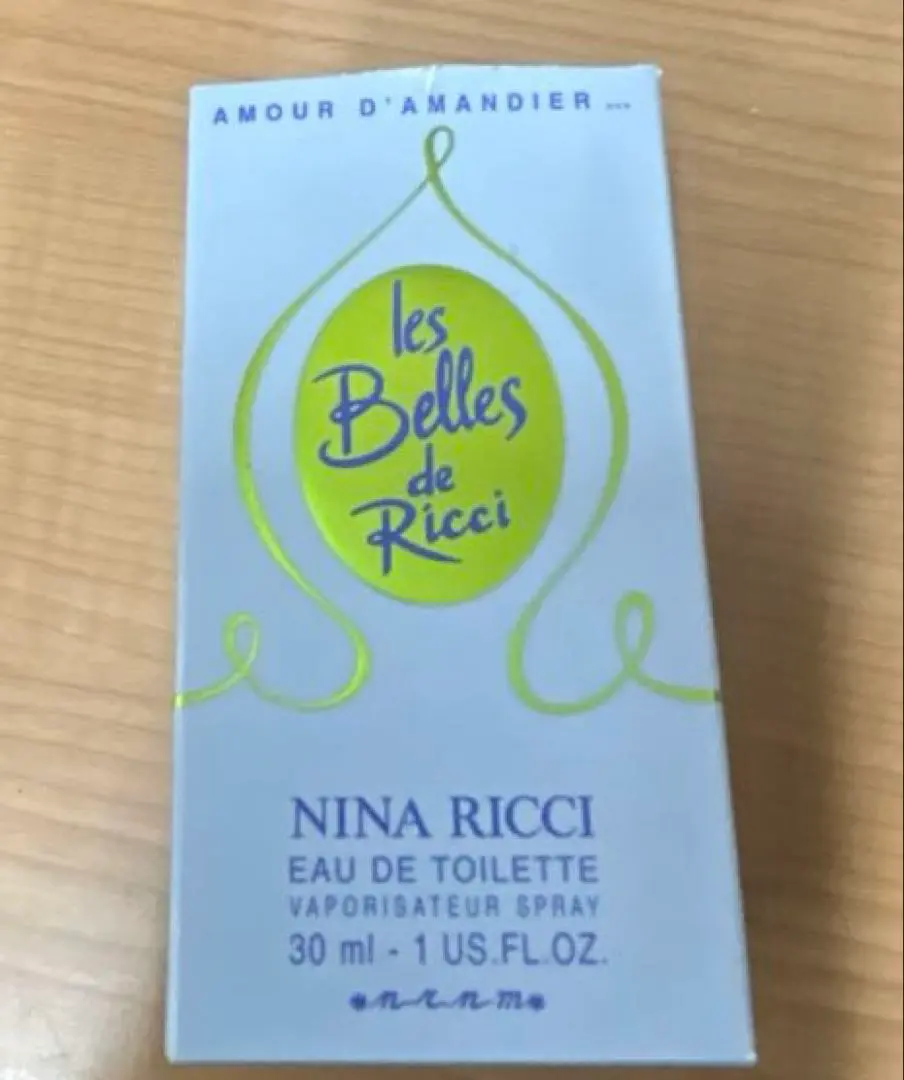 AMOUR D'AMANDIER...
les
Belles
de
Ricci
NINA RICCI
EAU DE TOILETTE
VAPORISATEUR SPRAY
30 ml - 1 US.FL.OZ.